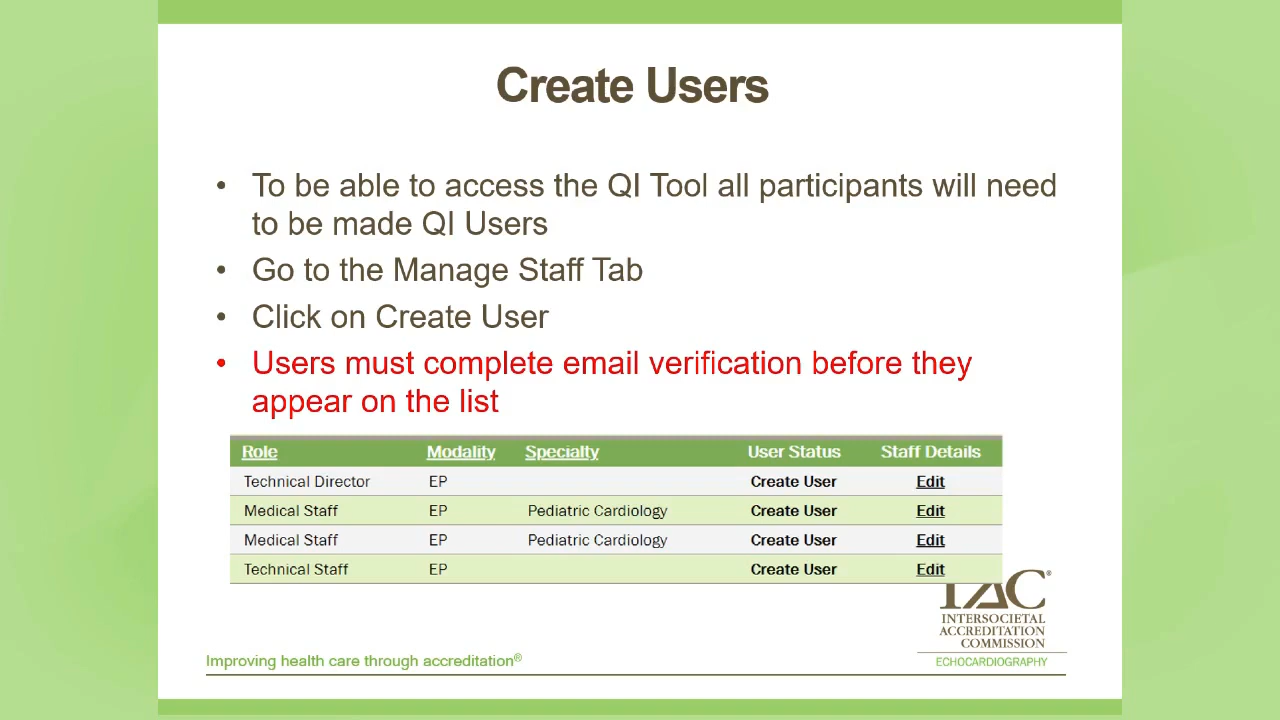 Create Users
• To be able to access the QI Tool all participants will need
to be made QI Users
• Go to the Manage Staff Tab
• Click on Create User
• Users must complete email verification before they
appear on the list
Role Modality Specialty User Status Staff Details
Technical Director EP Create User Edit
Medical Staff EP Pediatric Cardiology Create User Edit
Medical Staff EP Pediatric Cardiology Create User Edit
Technical Staff EP Create User Edit
IAC®
INTERSOCIETAL
ACCREDITATION
COMMISSION
ECHOCARDIOGRAPHY
Improving health care through accreditation®